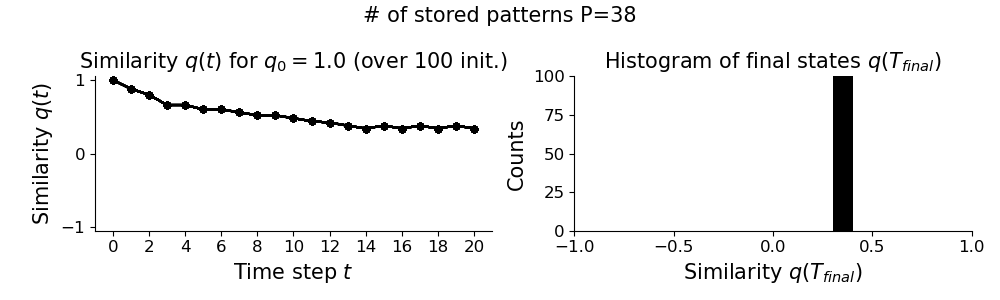 # of stored patterns P=38
Similarity q(t) for q₀ = 1.0 (over 100 init.)
1
0
−1
Similarity q(t)
0 2 4 6 8 10 12 14 16 18 20
Time step t
Histogram of final states q(T_final)
100
75
50
25
0
Counts
−1.0 −0.5 0.0 0.5 1.0
Similarity q(T_final)